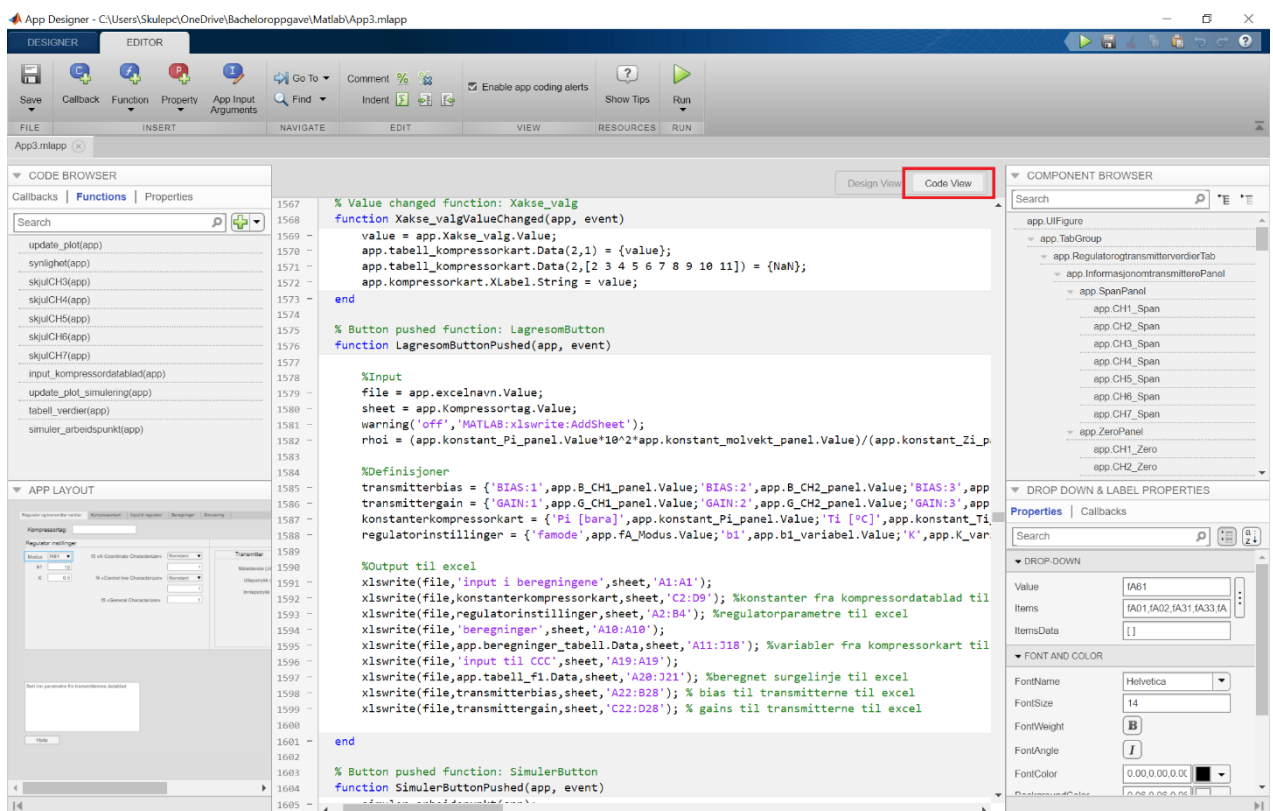 App Designer - C:\Users\Skulepc\OneDrive\Bacheloroppgave\Matlab\App3.mlapp
DESIGNER EDITOR
Save Callback Function Property App Input Arguments
Go To
Find
Comment
Indent
Enable app coding alerts
Show Tips
Run
FILE INSERT NAVIGATE EDIT VIEW RESOURCES RUN
App3.mlapp
CODE BROWSER
Callbacks | Functions | Properties
Search
update_plot(app)
synlighet(app)
skjulCH3(app)
skjulCH4(app)
skjulCH5(app)
skjulCH6(app)
skjulCH7(app)
input_kompressordatablad(app)
update_plot_simulering(app)
tabell_verdier(app)
simuler_arbeidspunkt(app)
APP LAYOUT
Kompressortag:
Regulator instillinger
Design View Code View
1567 % Value changed function: Xakse_valg
1568 function Xakse_valgValueChanged(app, event)
1569 - value = app.Xakse_valg.Value;
1570 - app.tabell_kompressorkart.Data(2,1) = {value};
1571 - app.tabell_kompressorkart.Data(2,[2 3 4 5 6 7 8 9 10 11]) = {NaN};
1572 - app.kompressorkart.XLabel.String = value;
1573 - end
1574
1575 % Button pushed function: LagresomButton
1576 function LagresomButtonPushed(app, event)
1577
1578 %Input
1579 - file = app.excelnavn.Value;
1580 - sheet = app.Kompressortag.Value;
1581 - warning('off','MATLAB:xlswrite:AddSheet');
1582 - rhoi = (app.konstant_Pi_panel.Value*10^2*app.konstant_molvekt_panel.Value)/(app.konstant_Zi_p
1583
1584 %Definisjoner
1585 - transmitterbias = {'BIAS:1',app.B_CH1_panel.Value;'BIAS:2',app.B_CH2_panel.Value;'BIAS:3',app
1586 - transmittergain = {'GAIN:1',app.G_CH1_panel.Value;'GAIN:2',app.G_CH2_panel.Value;'GAIN:3',app
1587 - konstanterkompressorkart = {'Pi [bara]',app.konstant_Pi_panel.Value;'Ti [ºC]',app.konstant_Ti
1588 - regulatorinstillinger = {'famode',app.fA_Modus.Value;'b1',app.b1_variabel.Value;'K',app.K_var
1589
1590 %Output til excel
1591 - xlswrite(file,'input i beregningene',sheet,'A1:A1');
1592 - xlswrite(file,konstanterkompressorkart,sheet,'C2:D9'); %konstanter fra kompressordatablad til
1593 - xlswrite(file,regulatorinstillinger,sheet,'A2:B4'); %regulatorparametre til excel
1594 - xlswrite(file,'beregninger',sheet,'A10:A10');
1595 - xlswrite(file,app.beregninger_tabell.Data,sheet,'A11:J18'); %variabler fra kompressorkart til
1596 - xlswrite(file,'input til CCC',sheet,'A19:A19');
1597 - xlswrite(file,app.tabell_f1.Data,sheet,'A20:J21'); %beregnet surgelinje til excel
1598 - xlswrite(file,transmitterbias,sheet,'A22:B28'); % bias til transmitterne til excel
1599 - xlswrite(file,transmittergain,sheet,'C22:D28'); % gains til transmitterne til excel
1600
1601 - end
1602
1603 % Button pushed function: SimulerButton
1604 function SimulerButtonPushed(app, event)
1605 -
COMPONENT BROWSER
Search
app.UIFigure
app.TabGroup
app.RegulatorogtransmitterverdierTab
app.InformasjonomtransmitterePanel
app.SpanPanel
app.CH1_Span
app.CH2_Span
app.CH3_Span
app.CH4_Span
app.CH5_Span
app.CH6_Span
app.CH7_Span
app.ZeroPanel
app.CH1_Zero
app.CH2_Zero
DROP DOWN & LABEL PROPERTIES
Properties | Callbacks
Search
DROP-DOWN
Value fA61
Items fA01,fA02,fA31,fA33,fA
ItemsData []
FONT AND COLOR
FontName Helvetica
FontSize 14
FontWeight B
FontAngle I
FontColor 0.00,0.00,0.00